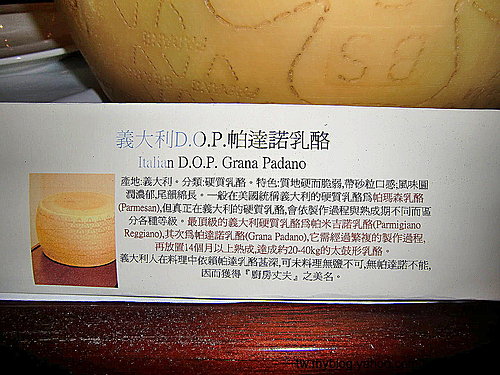 義大利D.O.P.帕達諾乳酪
Italian D.O.P. Grana Padano
產地:義大利。分類:硬質乳酪。特色:質地硬而脆弱,帶砂粒口感;風味圓
潤濃郁,尾韻綿長。一般在美國統稱義大利的硬質乳酪爲帕瑪森乳酪
(Parmesan),但真正在義大利的硬質乳酪,會依製作過程與熟成期不同而區
分各種等級。最頂級的義大利硬質乳酪爲帕米吉諾乳酪(Parmigiano
Reggiano),其次爲帕達諾乳酪(Grana Padano),它需經過繁複的製作過程,
再放置14個月以上熟成,達成約20-40kg的太鼓形乳酪。
義大利人在料理中依賴帕達乳酪甚深,可末料理無鹽不可,無帕達諾不能,
因而獲得『廚房丈夫』之美名。